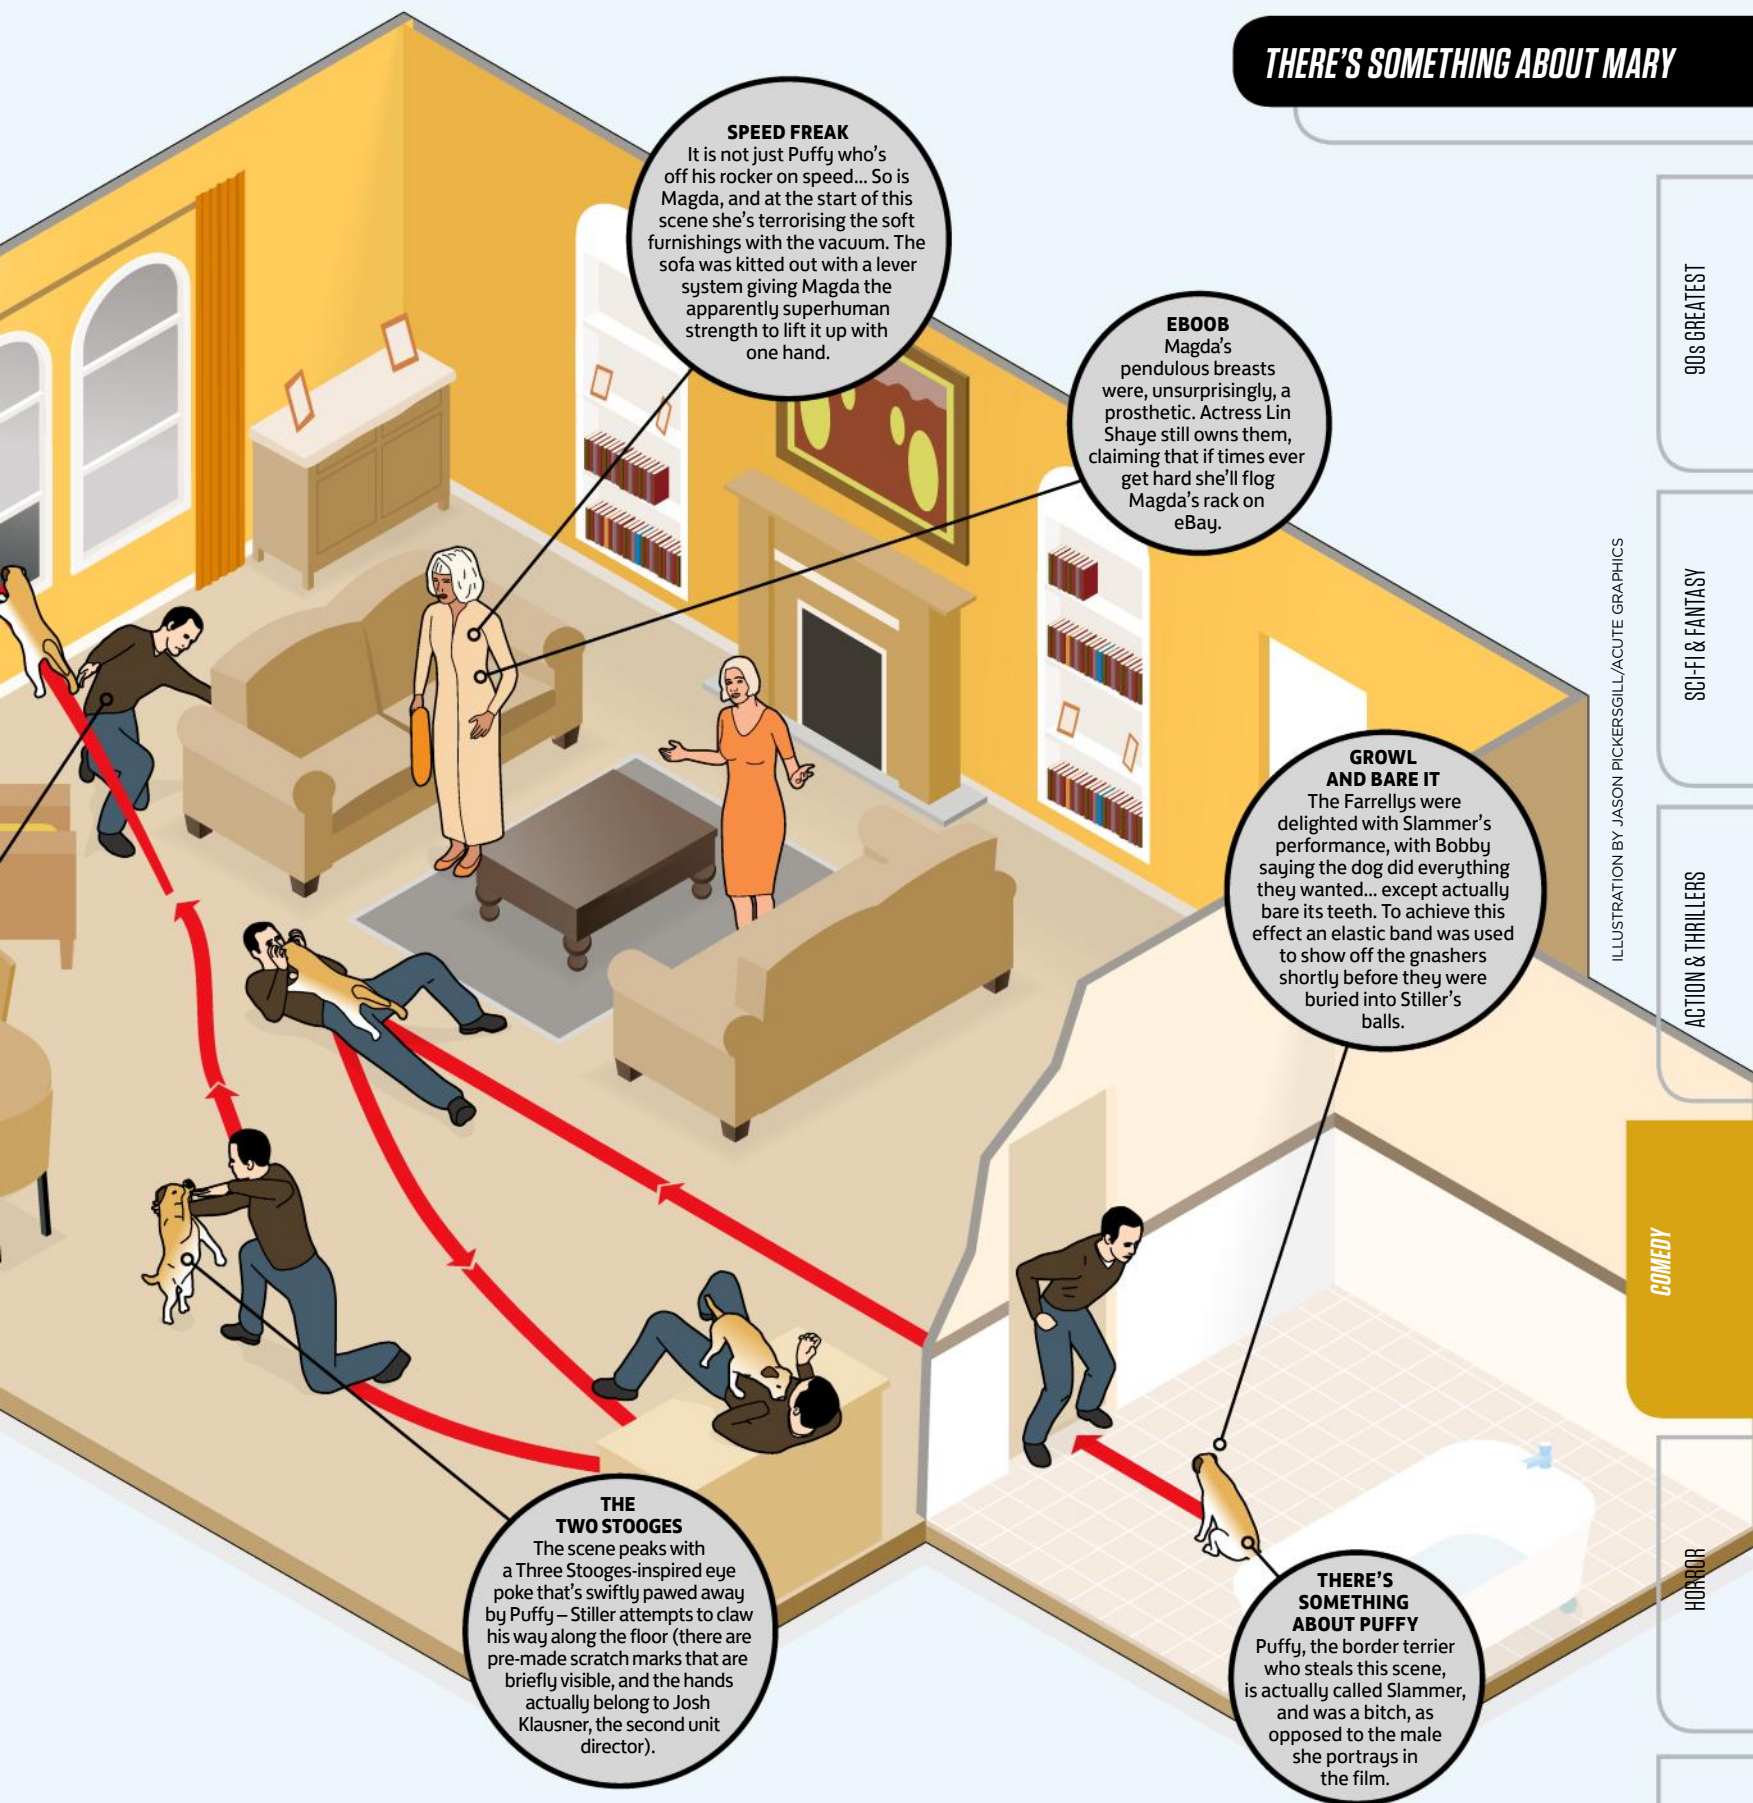 THERE'S SOMETHING ABOUT MARY
SPEED FREAK
It is not just Puffy who's
off his rocker on speed... So is
Magda, and at the start of this
scene she's terrorising the soft
furnishings with the vacuum. The
sofa was kitted out with a lever
system giving Magda the
apparently superhuman
strength to lift it up with
one hand.
EBOOB
Magda's
pendulous breasts
were, unsurprisingly, a
prosthetic. Actress Lin
Shaye still owns them,
claiming that if times ever
get hard she'll flog
Magda's rack on
eBay.
GROWL
AND BARE IT
The Farrellys were
delighted with Slammer's
performance, with Bobby
saying the dog did everything
they wanted... except actually
bare its teeth. To achieve this
effect an elastic band was used
to show off the gnashers
shortly before they were
buried into Stiller's
balls.
THE
TWO STOOGES
The scene peaks with
a Three Stooges-inspired eye
poke that's swiftly pawed away
by Puffy – Stiller attempts to claw
his way along the floor (there are
pre-made scratch marks that are
briefly visible, and the hands
actually belong to Josh
Klausner, the second unit
director).
THERE'S
SOMETHING
ABOUT PUFFY
Puffy, the border terrier
who steals this scene,
is actually called Slammer,
and was a bitch, as
opposed to the male
she portrays in
the film.
ILLUSTRATION BY JASON PICKERSGILL/ACUTE GRAPHICS
90s GREATEST
SCI-FI & FANTASY
ACTION & THRILLERS
COMEDY
HORROR